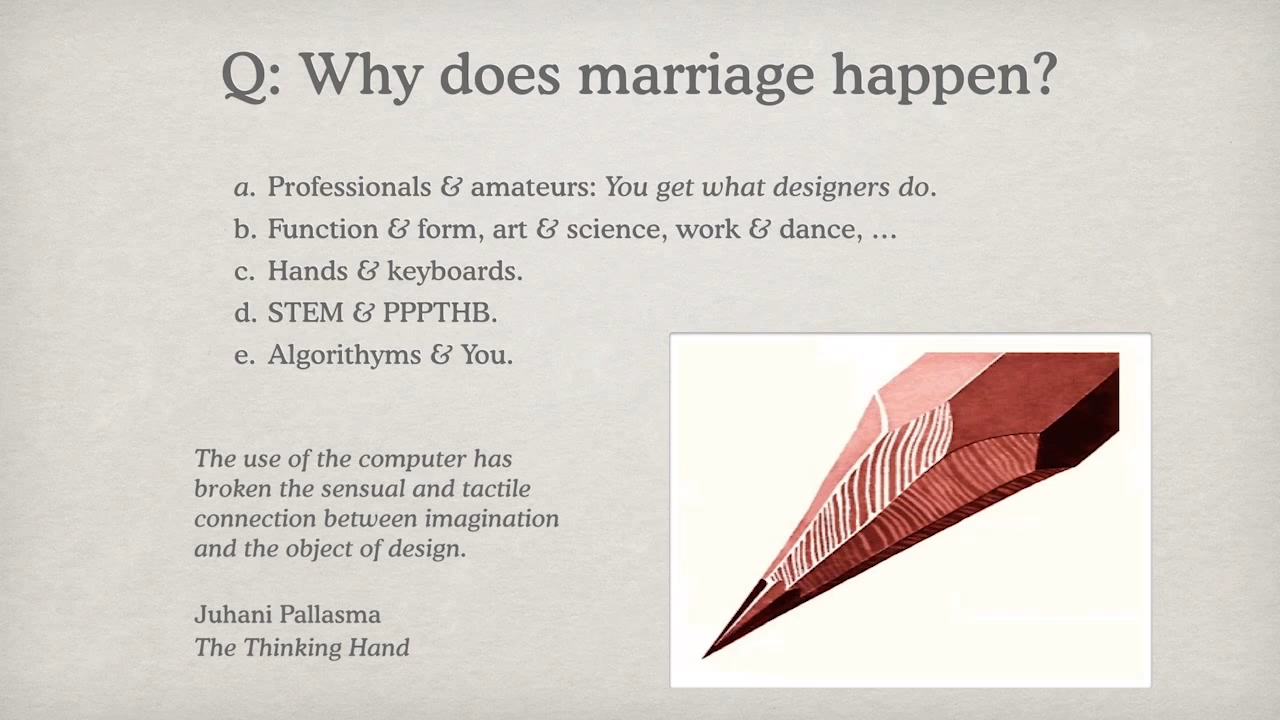 Q: Why does marriage happen?
a. Professionals & amateurs: You get what designers do.
b. Function & form, art & science, work & dance, …
c. Hands & keyboards.
d. STEM & PPPTHB.
e. Algorithyms & You.
The use of the computer has
broken the sensual and tactile
connection between imagination
and the object of design.
Juhani Pallasma
The Thinking Hand